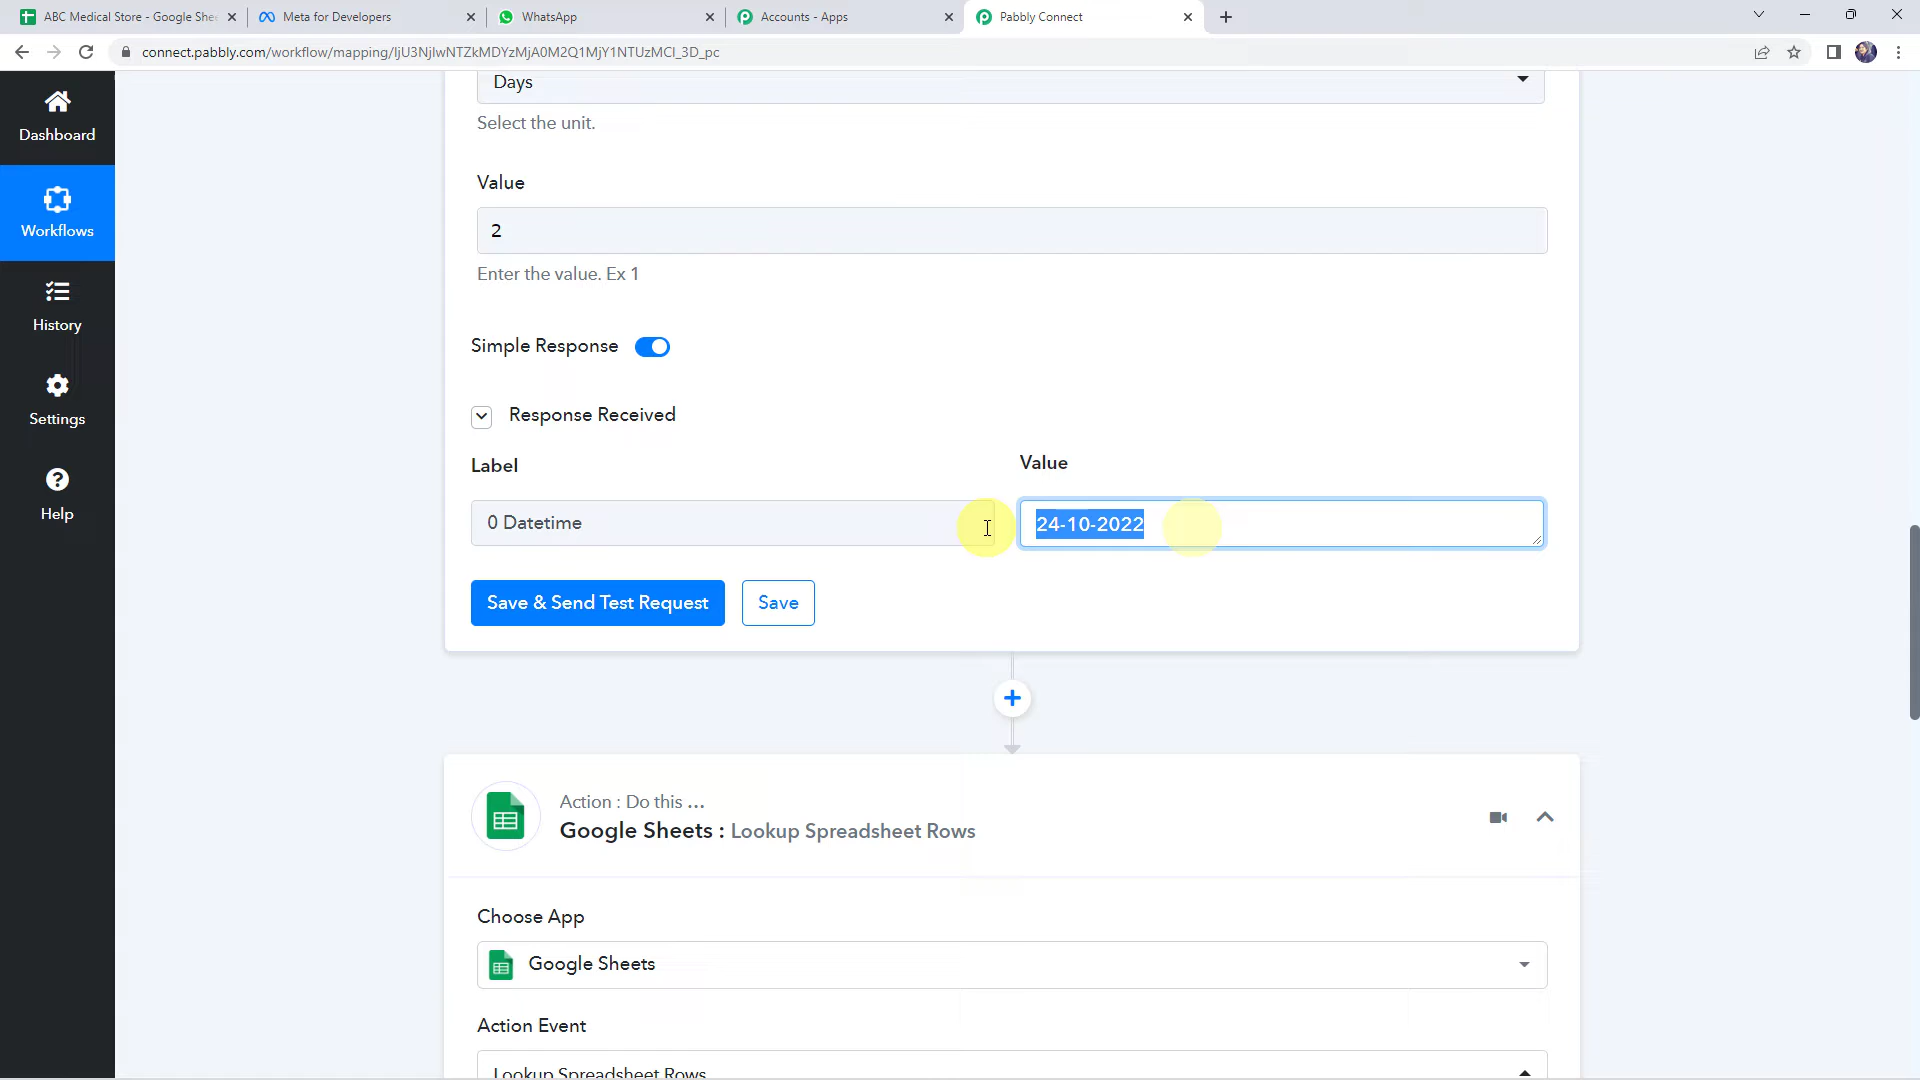 ABC Medical Store - Google She
Meta for Developers
WhatsApp
Accounts - Apps
Pabbly Connect
connect.pabbly.com/workflow/mapping/IjU3NjIwNTZkMDYzMjA0M2Q1MjY1NTUzMCI_3D_pc
Dashboard
Workflows
History
Settings
Help
Days
Select the unit.
Value
2
Enter the value. Ex 1
Simple Response
Response Received
Label
Value
0 Datetime
24-10-2022
Save & Send Test Request
Save
Action : Do this ...
Google Sheets : Lookup Spreadsheet Rows
Choose App
Google Sheets
Action Event
Lookup Spreadsheet Rows